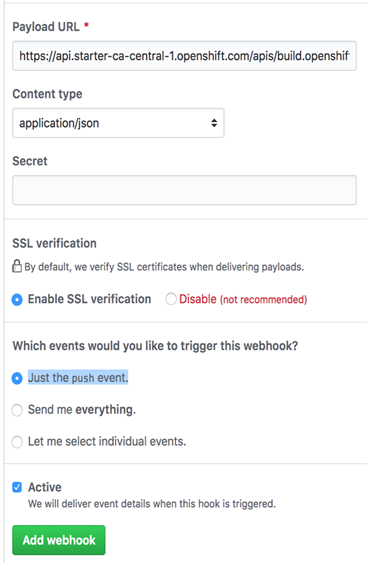 Payload URL *
https://api.starter-ca-central-1.openshift.com/apis/build.openshif
Content type
application/json
Secret
SSL verification
By default, we verify SSL certificates when delivering payloads.
Enable SSL verification Disable (not recommended)
Which events would you like to trigger this webhook?
Just the push event.
Send me everything.
Let me select individual events.
Active
We will deliver event details when this hook is triggered.
Add webhook